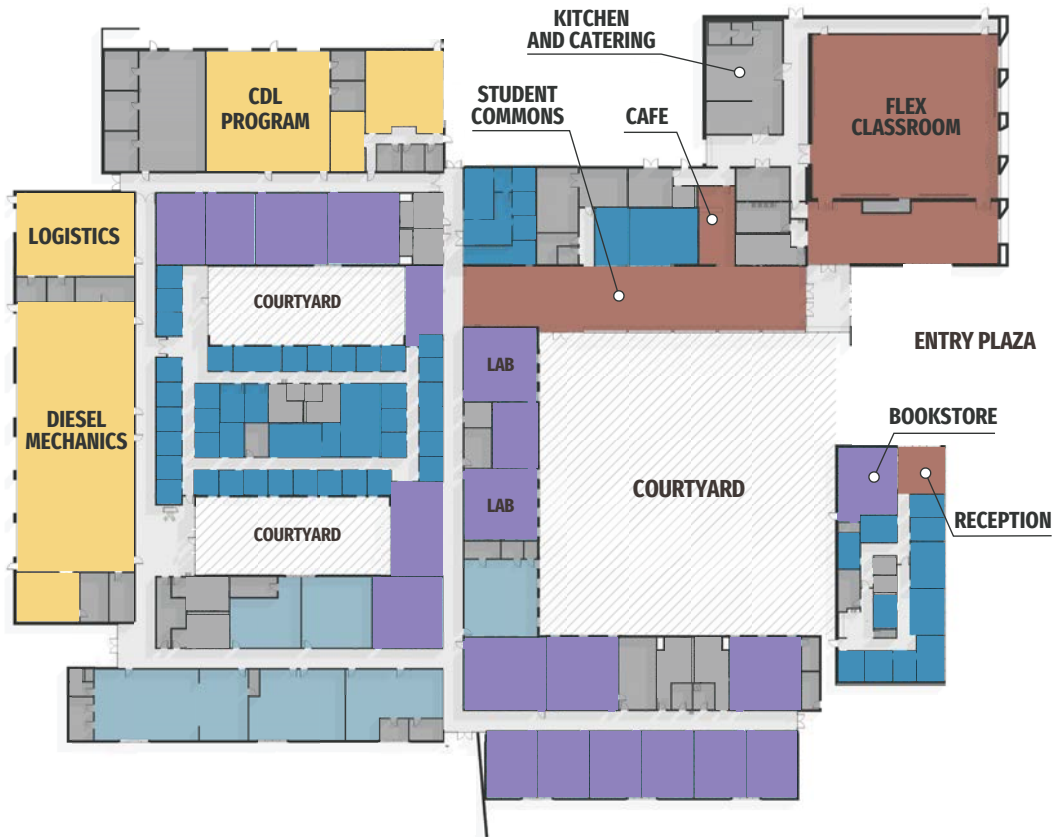 KITCHEN
AND CATERING
STUDENT
COMMONS
CAFE
CDL
PROGRAM
FLEX
CLASSROOM
LOGISTICS
COURTYARD
ENTRY PLAZA
LAB
DIESEL
MECHANICS
BOOKSTORE
COURTYARD
LAB
COURTYARD
RECEPTION